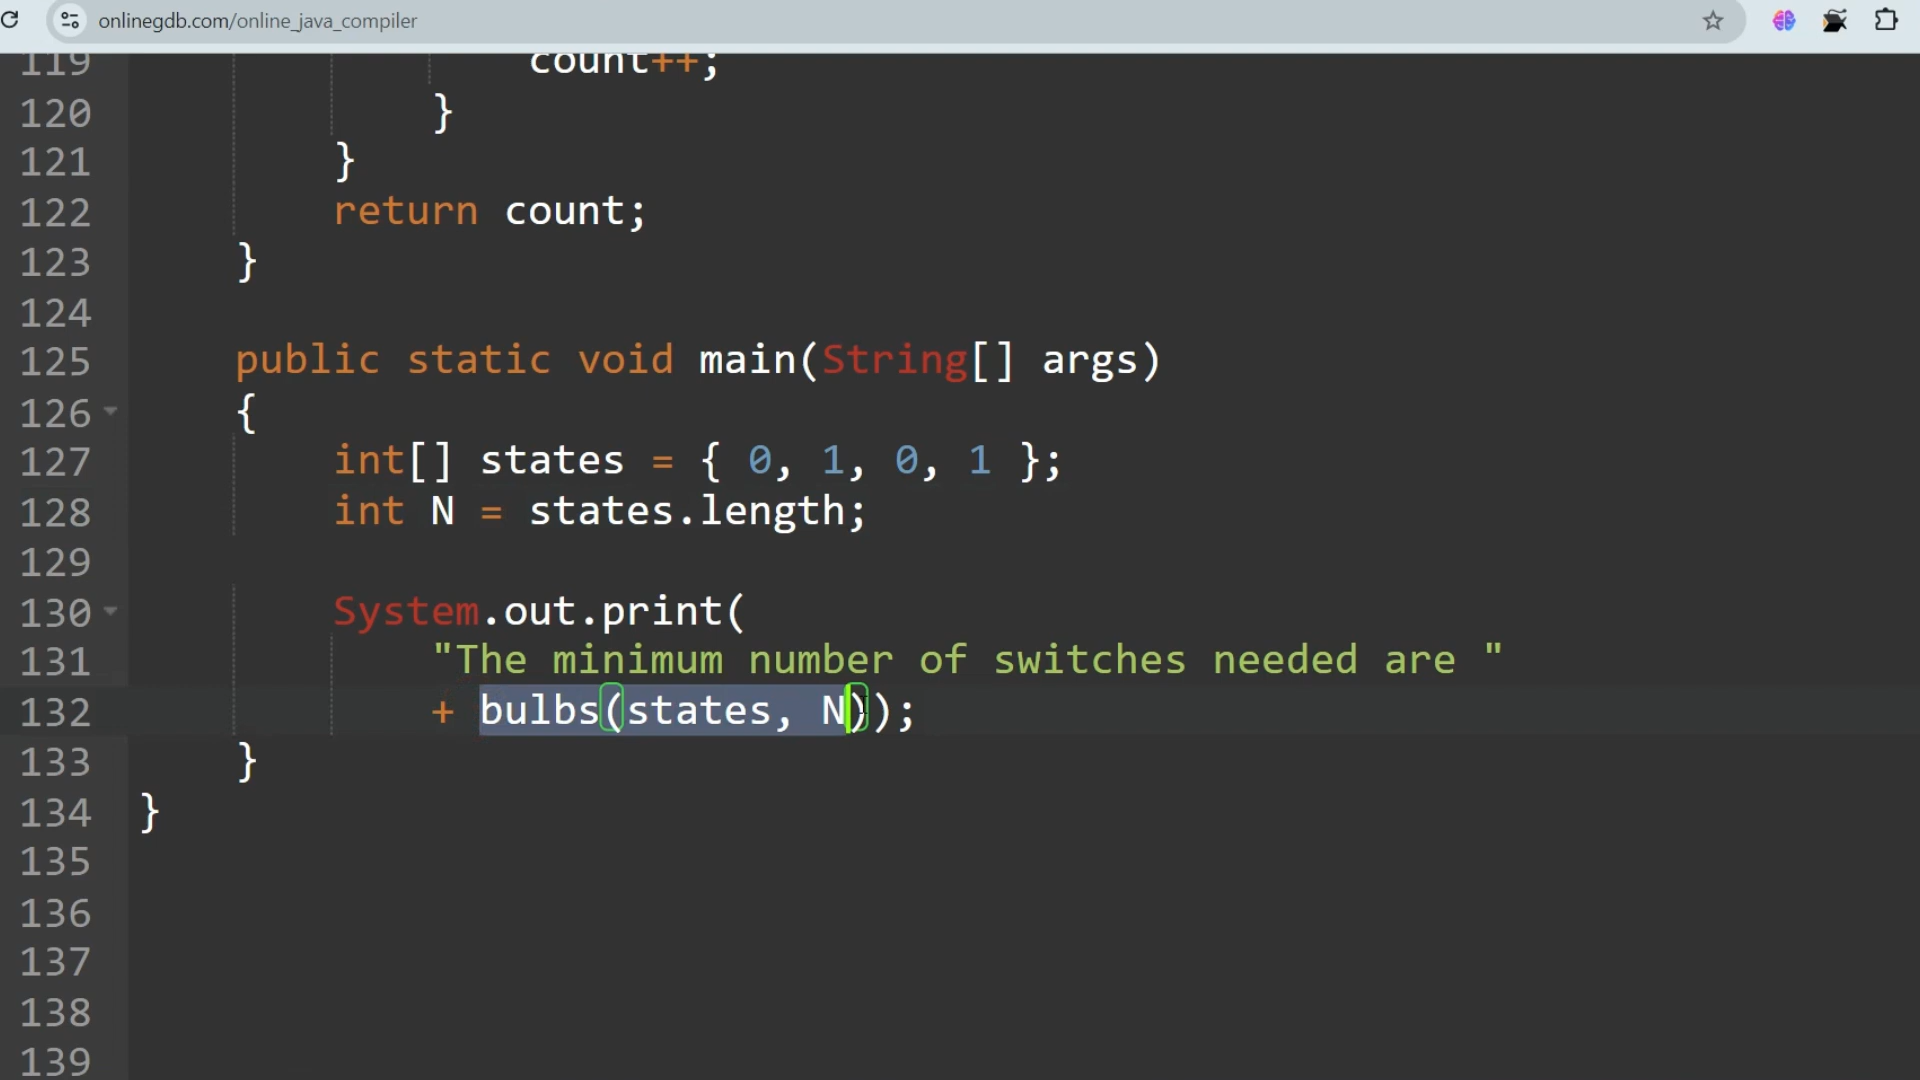 onlinegdb.com/online_java_compiler
119 count++;
120 }
121 }
122 return count;
123 }
124
125 public static void main(String[] args)
126 {
127 int[] states = { 0, 1, 0, 1 };
128 int N = states.length;
129
130 System.out.print(
131 "The minimum number of switches needed are "
132 + bulbs(states, N));
133 }
134 }
135
136
137
138
139